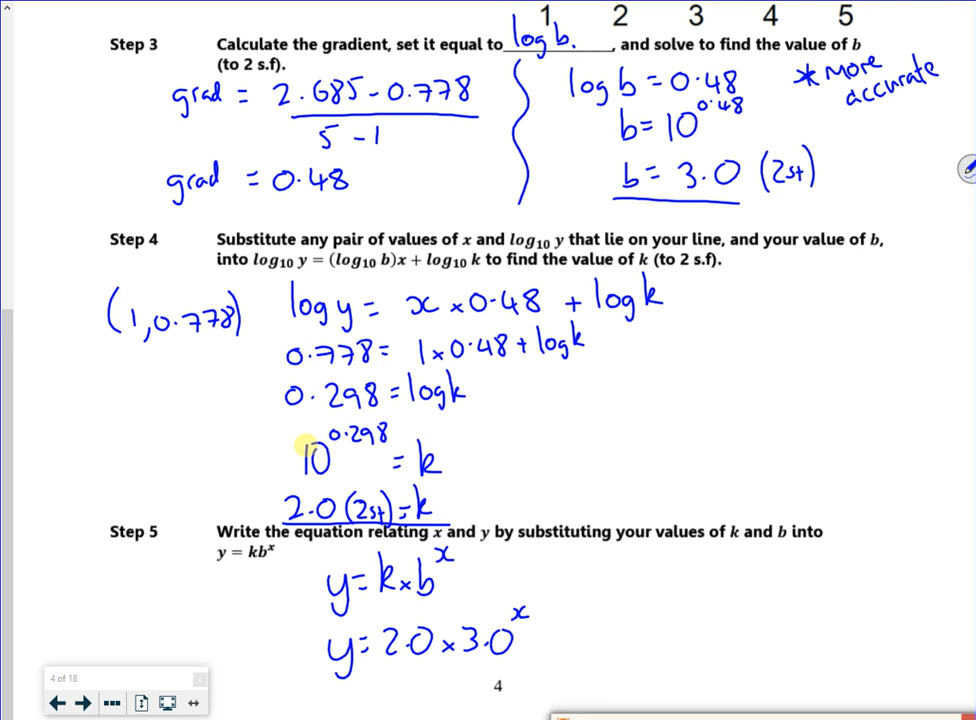 1 2 3 4 5
Step 3 Calculate the gradient, set it equal to log b. , and solve to find the value of b
(to 2 s.f).
grad = 2.685 - 0.778
5 - 1
grad = 0.48
log b = 0.48
b = 10^0.48
b = 3.0 (2sf)
* More
accurate
Step 4 Substitute any pair of values of x and log₁₀ y that lie on your line, and your value of b,
into log₁₀ y = (log₁₀ b)x + log₁₀ k to find the value of k (to 2 s.f).
(1, 0.778)
log y = x × 0.48 + log k
0.778 = 1 × 0.48 + log k
0.298 = log k
10^0.298 = k
2.0 (2sf) = k
Step 5 Write the equation relating x and y by substituting your values of k and b into
y = kbˣ
y = k × b^x
y = 2.0 × 3.0^x
4 of 18
4